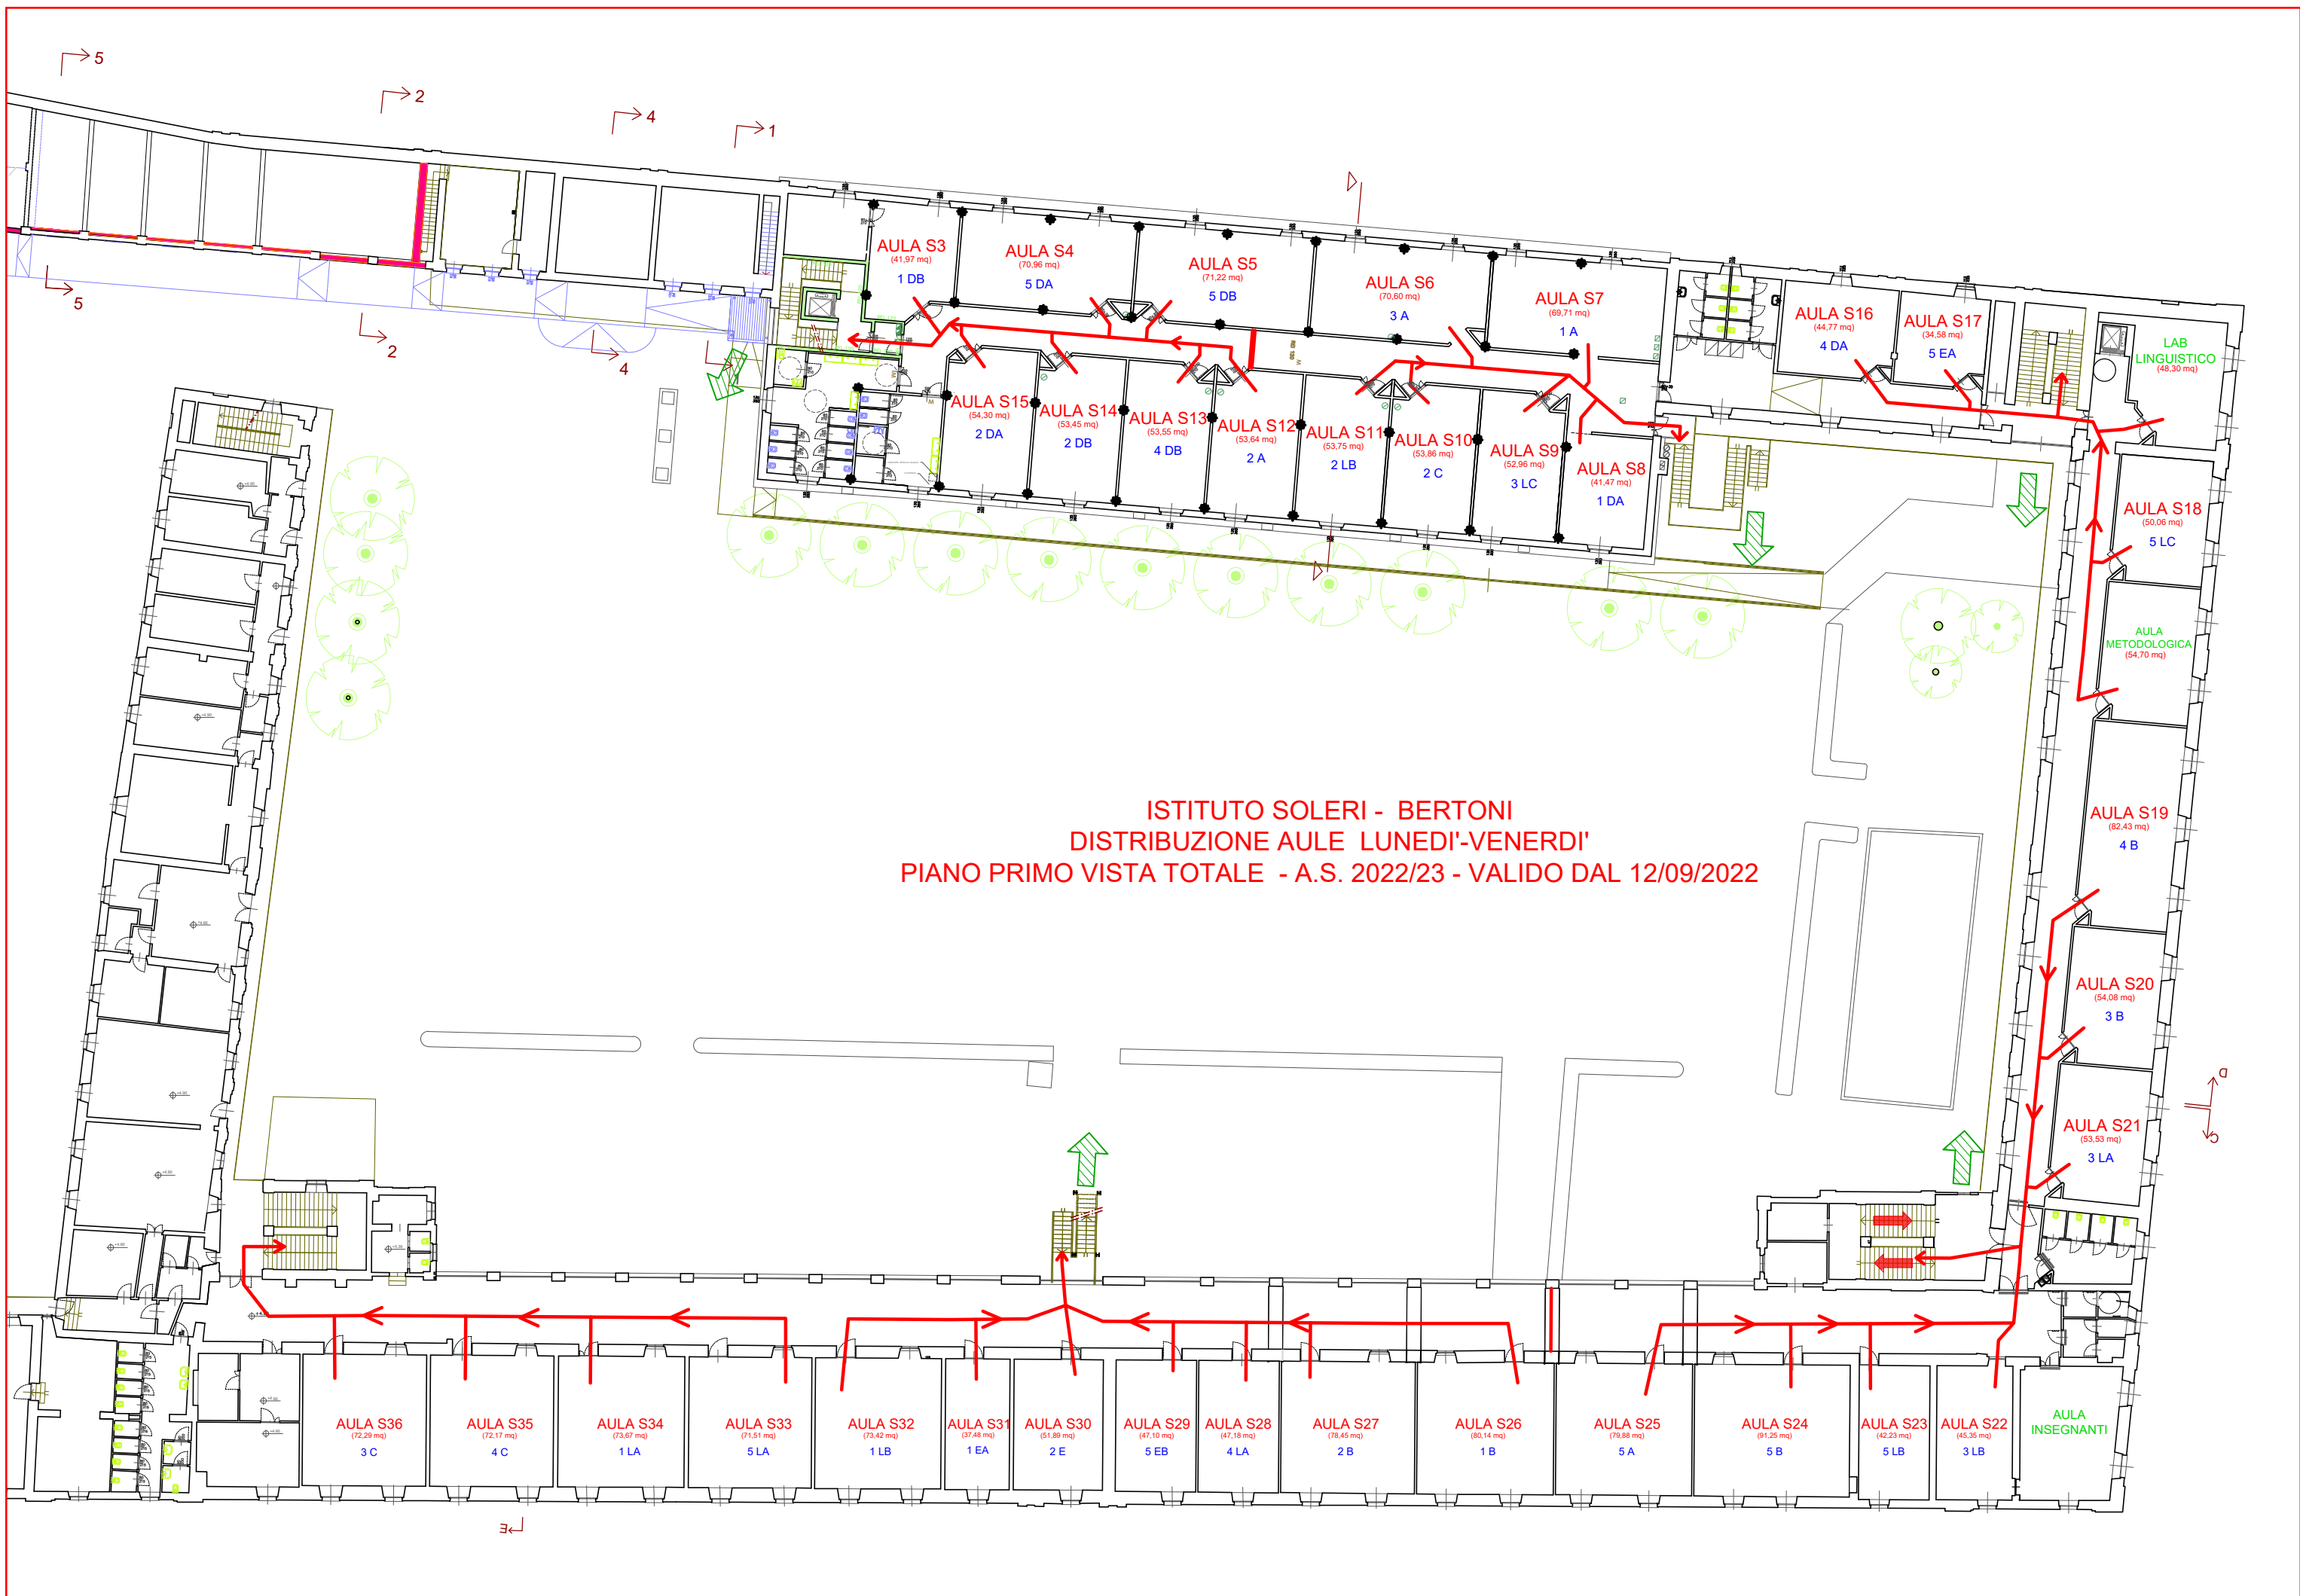 5
2
4
1
AULA S3
(41,97 mq)
1 DB
AULA S4
(70,96 mq)
5 DA
AULA S5
(71,22 mq)
5 DB
AULA S6
(70,60 mq)
3 A
AULA S7
(69,71 mq)
1 A
AULA S16
(44,77 mq)
4 DA
AULA S17
(34,58 mq)
5 EA
LAB
LINGUISTICO
(48,30 mq)
5
2
4
AULA S15
(54,30 mq)
2 DA
AULA S14
(53,45 mq)
2 DB
AULA S13
(53,55 mq)
4 DB
AULA S12
(53,64 mq)
2 A
AULA S11
(53,75 mq)
2 LB
AULA S10
(53,86 mq)
2 C
AULA S9
(52,96 mq)
3 LC
AULA S8
(41,47 mq)
1 DA
AULA S18
(50,06 mq)
5 LC
AULA
METODOLOGICA
(54,70 mq)
ISTITUTO SOLERI - BERTONI
DISTRIBUZIONE AULE LUNEDI'-VENERDI'
PIANO PRIMO VISTA TOTALE - A.S. 2022/23 - VALIDO DAL 12/09/2022
AULA S19
(82,43 mq)
4 B
AULA S20
(54,08 mq)
3 B
AULA S21
(53,53 mq)
3 LA
D
C
AULA S36
(72,29 mq)
3 C
AULA S35
(72,17 mq)
4 C
AULA S34
(73,67 mq)
1 LA
AULA S33
(71,51 mq)
5 LA
AULA S32
(73,42 mq)
1 LB
AULA S31
(37,48 mq)
1 EA
AULA S30
(51,89 mq)
2 E
AULA S29
(47,10 mq)
5 EB
AULA S28
(47,18 mq)
4 LA
AULA S27
(78,45 mq)
2 B
AULA S26
(80,14 mq)
1 B
AULA S25
(79,88 mq)
5 A
AULA S24
(91,25 mq)
5 B
AULA S23
(42,23 mq)
5 LB
AULA S22
(45,35 mq)
3 LB
AULA
INSEGNANTI
E